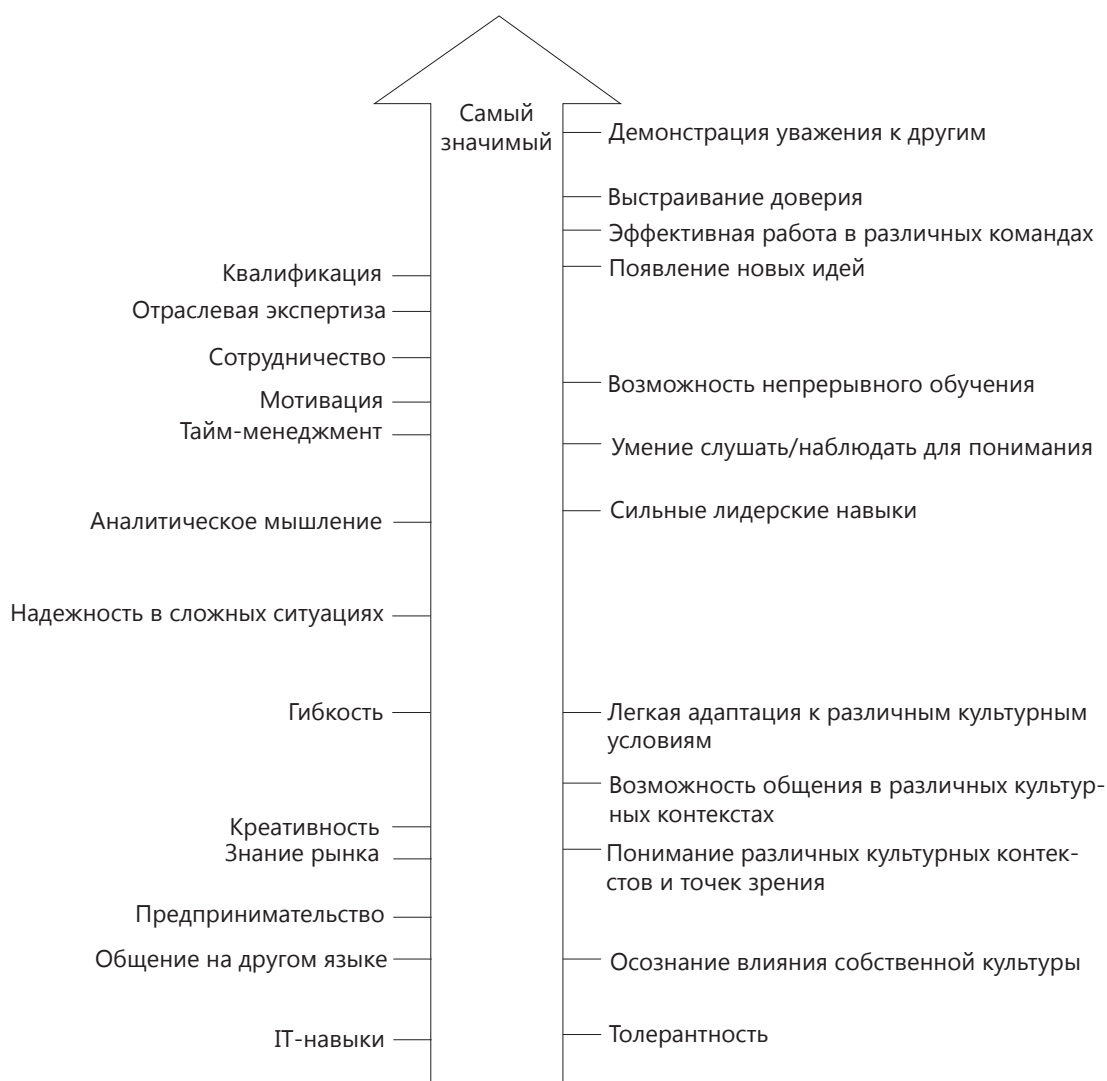 Самый
значимый
Демонстрация уважения к другим
Выстраивание доверия
Эффективная работа в различных командах
Появление новых идей
Квалификация
Отраслевая экспертиза
Сотрудничество
Возможность непрерывного обучения
Мотивация
Тайм-менеджмент
Умение слушать/наблюдать для понимания
Сильные лидерские навыки
Аналитическое мышление
Надежность в сложных ситуациях
Гибкость
Легкая адаптация к различным культурным
условиям
Возможность общения в различных культур-
ных контекстах
Креативность
Знание рынка
Понимание различных культурных контек-
стов и точек зрения
Предпринимательство
Общение на другом языке
Осознание влияния собственной культуры
IT-навыки
Толерантность